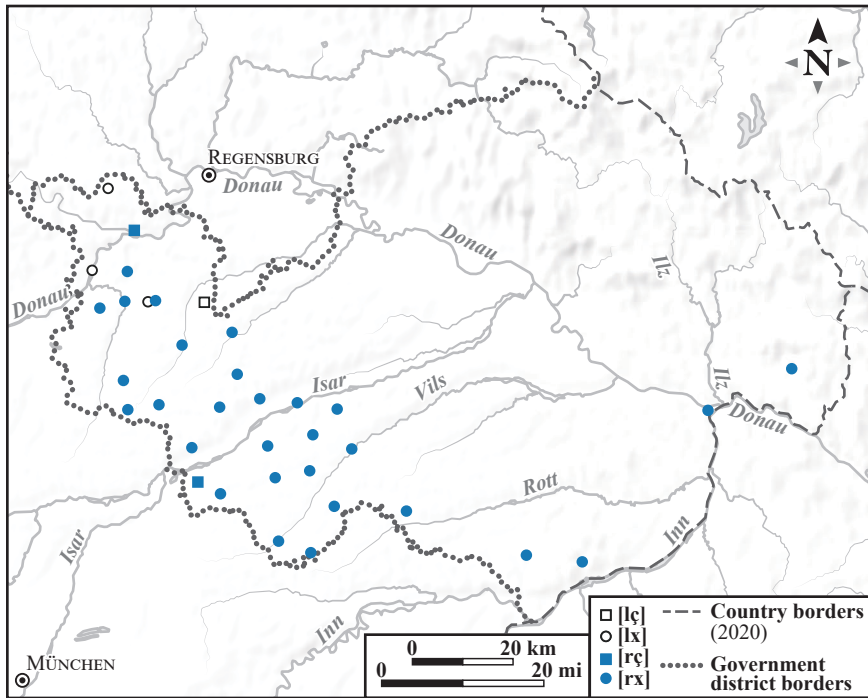 N
REGENSBURG
Donau
Donau
Ilz
Donau
Isar
Vils
Ilz
Donau
Rott
Isar
Inn
Inn
MÜNCHEN
0 20 km
0 20 mi
[lç]
[lx]
[rç]
[rx]
Country borders
(2020)
Government
district borders